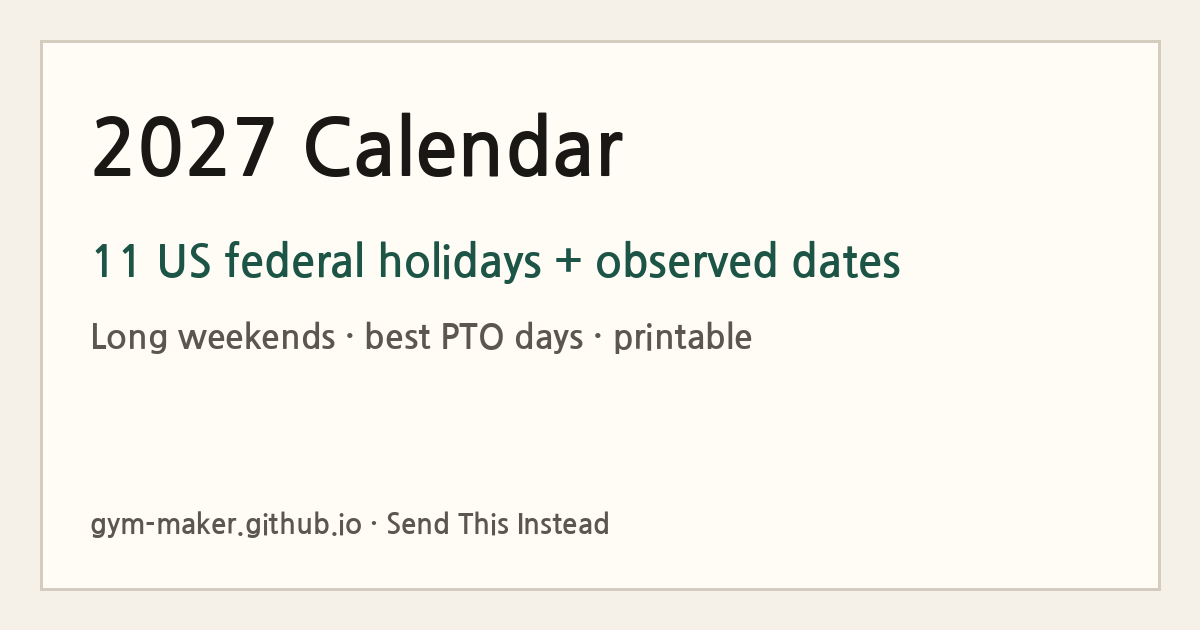 2027 Calendar
11 US federal holidays + observed dates
Long weekends · best PTO days · printable
gym-maker.github.io · Send This Instead